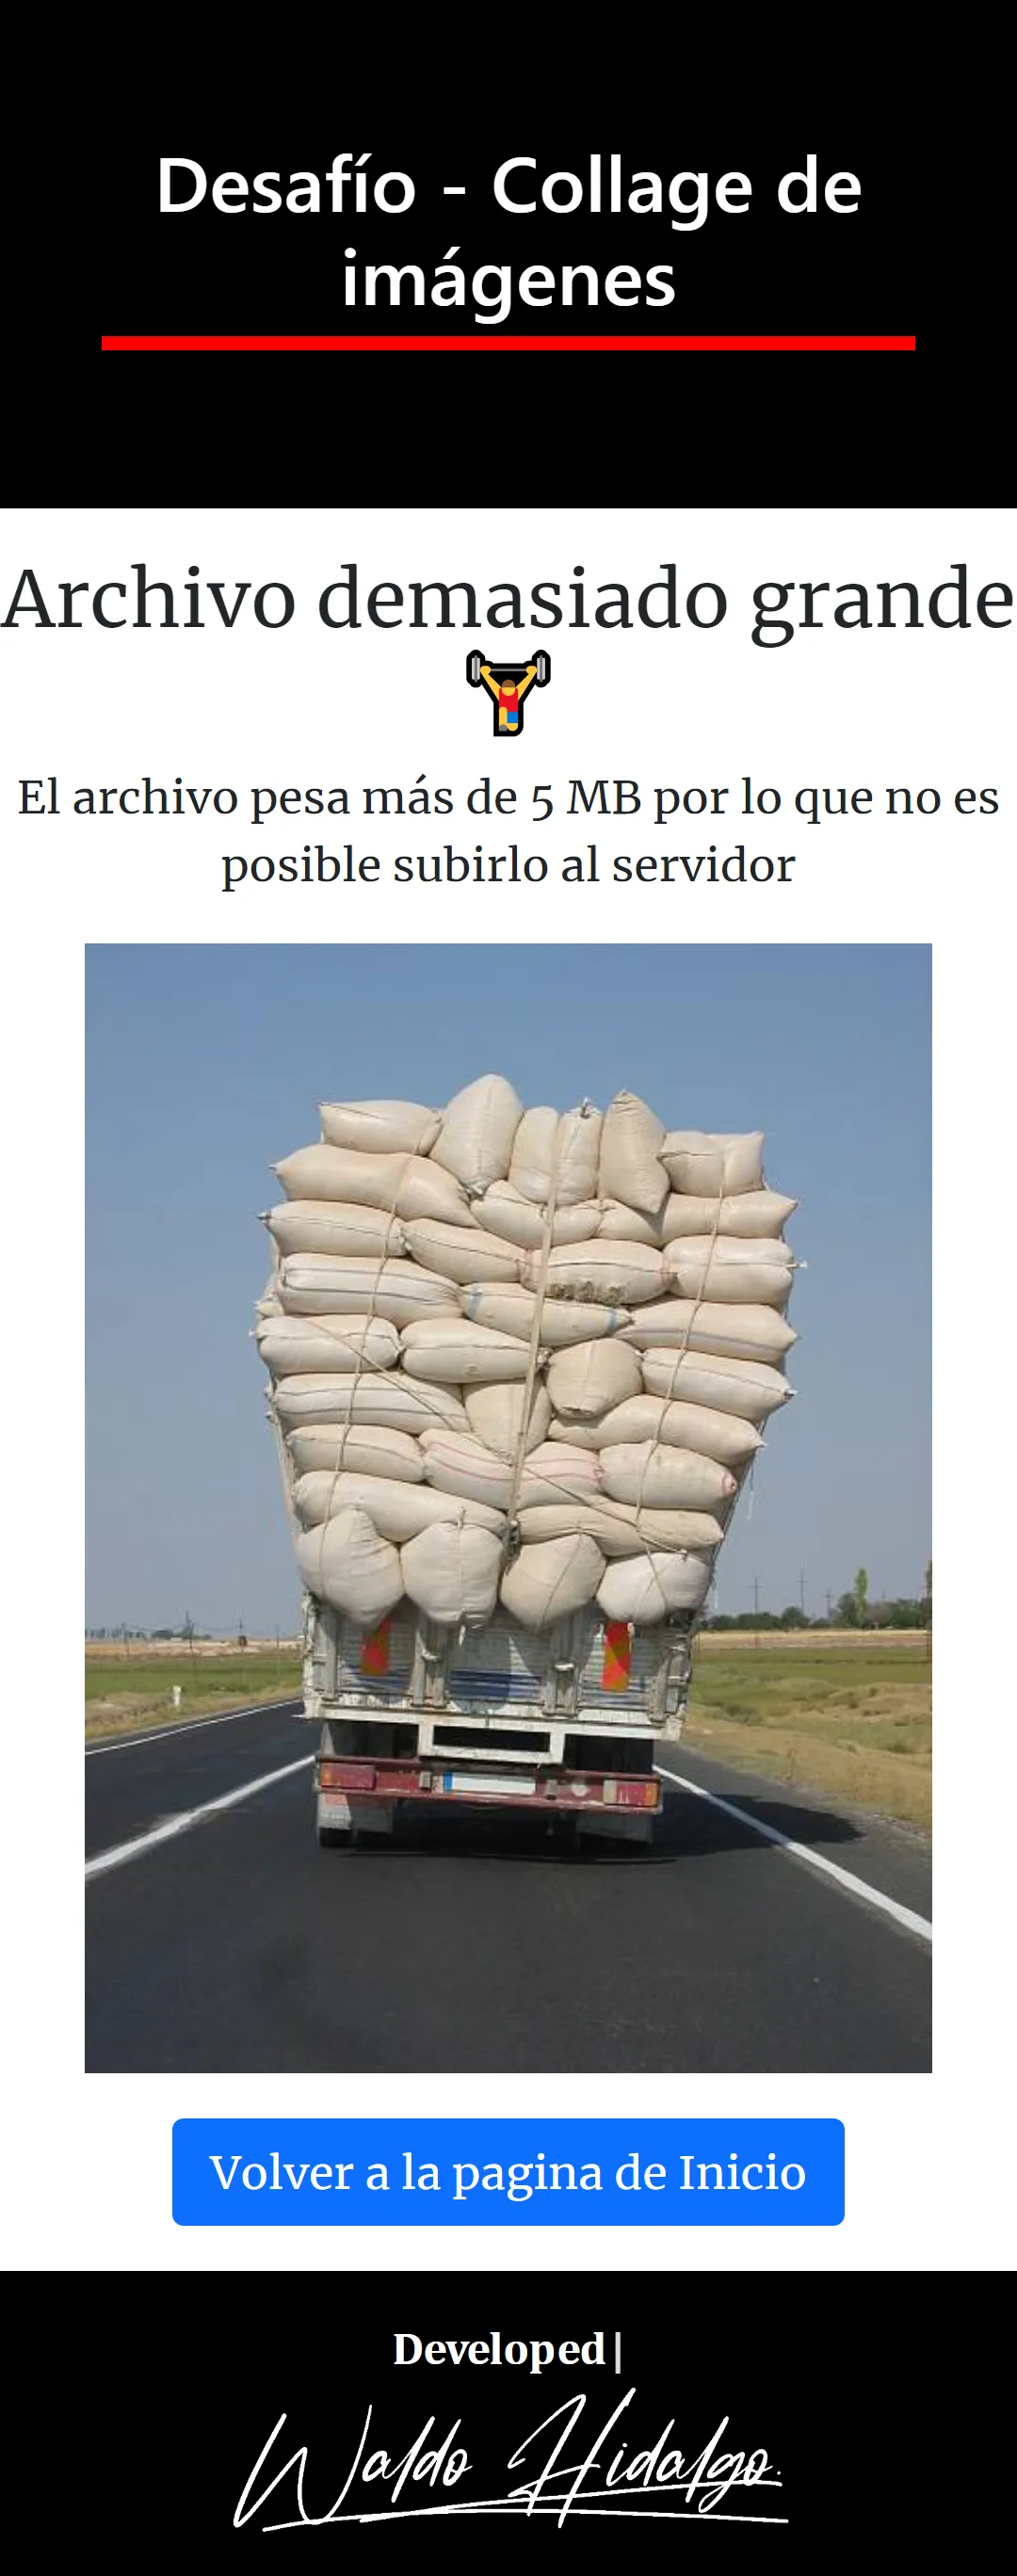 Desafío - Collage de
imágenes
Archivo demasiado grande
El archivo pesa más de 5 MB por lo que no es
posible subirlo al servidor
Volver a la pagina de Inicio
Developed|
Waldo Hidalgo.